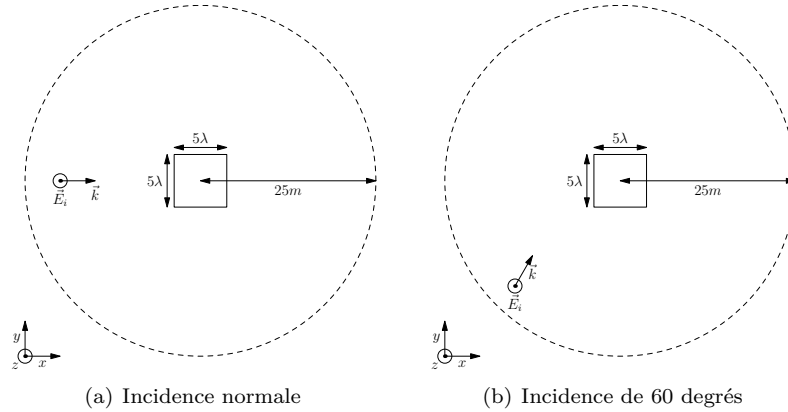 5λ
5λ
25m
E⃗i
k⃗
y
z
x
(a) Incidence normale
5λ
5λ
25m
k⃗
E⃗i
y
z
x
(b) Incidence de 60 degrés